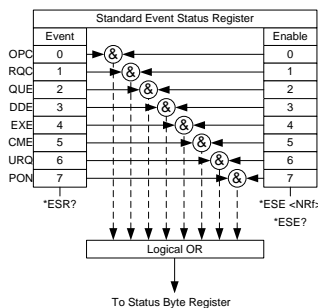 Standard Event Status Register
Event Enable
OPC 0 & 0
RQC 1 & 1
QUE 2 & 2
DDE 3 & 3
EXE 4 & 4
CME 5 & 5
URQ 6 & 6
PON 7 & 7
*ESR? *ESE <NRf>
*ESE?
Logical OR
To Status Byte Register